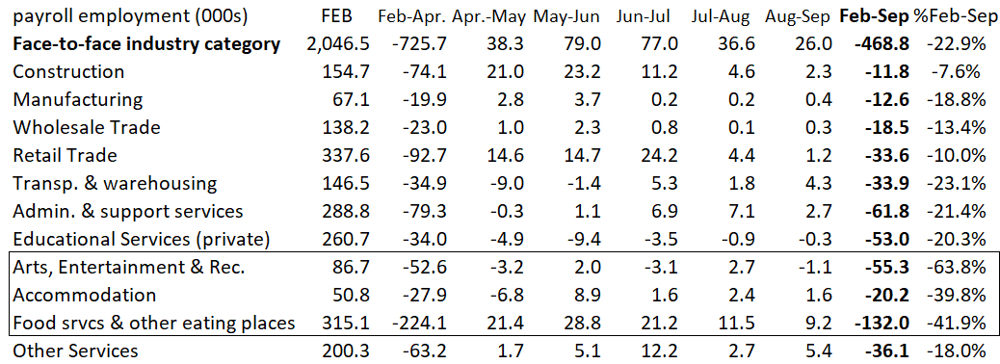 payroll employment (000s) FEB Feb-Apr. Apr.-May May-Jun Jun-Jul Jul-Aug Aug-Sep Feb-Sep %Feb-Sep
Face-to-face industry category 2,046.5 -725.7 38.3 79.0 77.0 36.6 26.0 -468.8 -22.9%
Construction 154.7 -74.1 21.0 23.2 11.2 4.6 2.3 -11.8 -7.6%
Manufacturing 67.1 -19.9 2.8 3.7 0.2 0.2 0.4 -12.6 -18.8%
Wholesale Trade 138.2 -23.0 1.0 2.3 0.8 0.1 0.3 -18.5 -13.4%
Retail Trade 337.6 -92.7 14.6 14.7 24.2 4.4 1.2 -33.6 -10.0%
Transp. & warehousing 146.5 -34.9 -9.0 -1.4 5.3 1.8 4.3 -33.9 -23.1%
Admin. & support services 288.8 -79.3 -0.3 1.1 6.9 7.1 2.7 -61.8 -21.4%
Educational Services (private) 260.7 -34.0 -4.9 -9.4 -3.5 -0.9 -0.3 -53.0 -20.3%
Arts, Entertainment & Rec. 86.7 -52.6 -3.2 2.0 -3.1 2.7 -1.1 -55.3 -63.8%
Accommodation 50.8 -27.9 -6.8 8.9 1.6 2.4 1.6 -20.2 -39.8%
Food srvcs & other eating places 315.1 -224.1 21.4 28.8 21.2 11.5 9.2 -132.0 -41.9%
Other Services 200.3 -63.2 1.7 5.1 12.2 2.7 5.4 -36.1 -18.0%